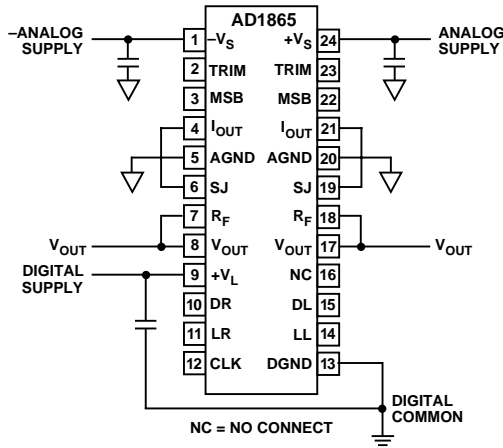 AD1865
–ANALOG SUPPLY
1 –VS
+VS 24
ANALOG SUPPLY
2 TRIM
TRIM 23
3 MSB
MSB 22
4 IOUT
IOUT 21
5 AGND
AGND 20
6 SJ
SJ 19
7 RF
RF 18
VOUT
8 VOUT
VOUT 17
VOUT
DIGITAL SUPPLY
9 +VL
NC 16
10 DR
DL 15
11 LR
LL 14
12 CLK
DGND 13
NC = NO CONNECT
DIGITAL COMMON